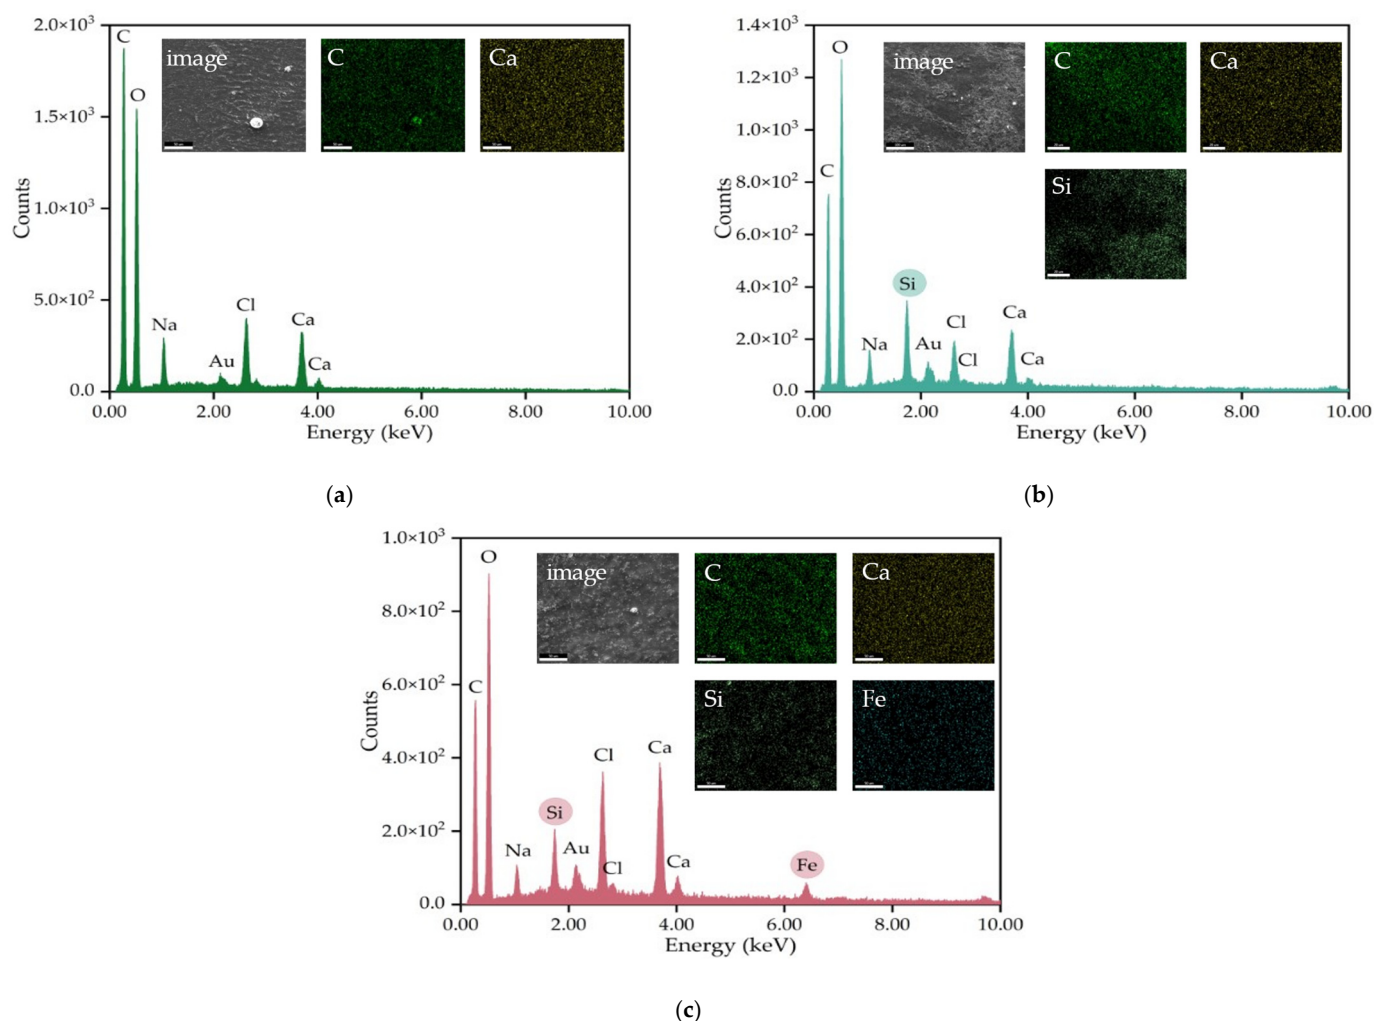 2.0×10³
1.5×10³
1.0×10³
5.0×10²
0.0
Counts
C
O
Na
Au
Cl
Ca
Ca
image
C
Ca
0.00
2.00
4.00
6.00
8.00
10.00
Energy (keV)
(a)
1.4×10³
1.2×10³
1.0×10³
8.0×10²
6.0×10²
4.0×10²
2.0×10²
0.0
Counts
C
O
Na
Si
Au
Cl
Cl
Ca
Ca
image
C
Ca
Si
0.00
2.00
4.00
6.00
8.00
10.00
Energy (keV)
(b)
1.0×10³
8.0×10²
6.0×10²
4.0×10²
2.0×10²
0.0
Counts
C
O
Na
Si
Au
Cl
Cl
Ca
Ca
Fe
image
C
Ca
Si
Fe
0.00
2.00
4.00
6.00
8.00
10.00
Energy (keV)
(c)